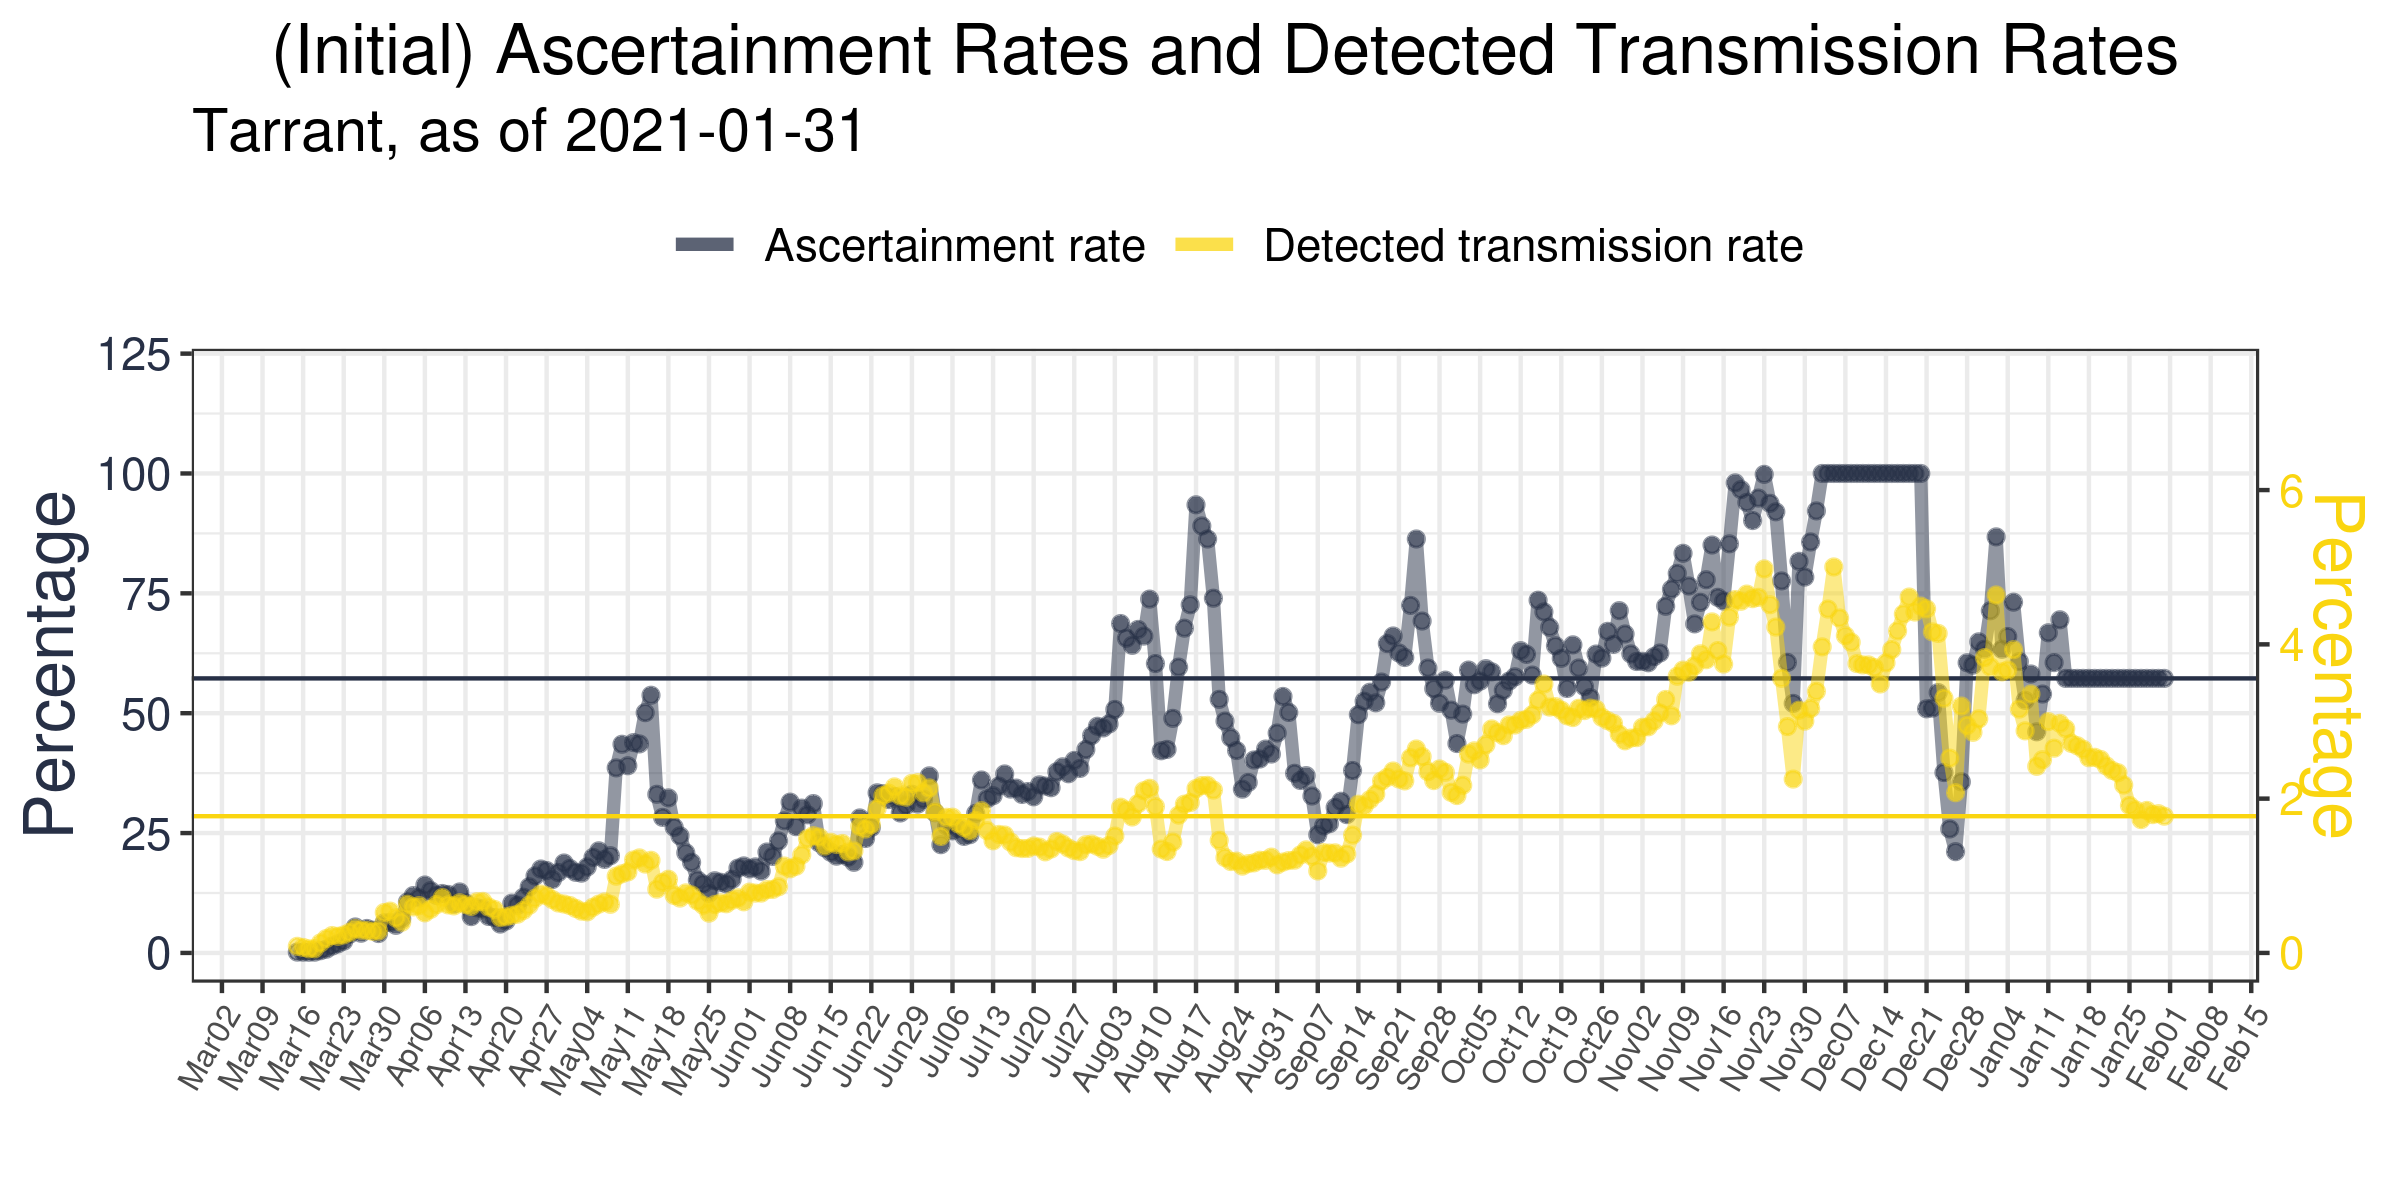 (Initial) Ascertainment Rates and Detected Transmission Rates
Tarrant, as of 2021-01-31
Ascertainment rate
Detected transmission rate
Percentage
125
100
75
50
25
0
6
4
2
0
Percentage
Mar02
Mar09
Mar16
Mar23
Mar30
Apr06
Apr13
Apr20
Apr27
May04
May11
May18
May25
Jun01
Jun08
Jun15
Jun22
Jun29
Jul06
Jul13
Jul20
Jul27
Aug03
Aug10
Aug17
Aug24
Aug31
Sep07
Sep14
Sep21
Sep28
Oct05
Oct12
Oct19
Oct26
Nov02
Nov09
Nov16
Nov23
Nov30
Dec07
Dec14
Dec21
Dec28
Jan04
Jan11
Jan18
Jan25
Feb01
Feb08
Feb15